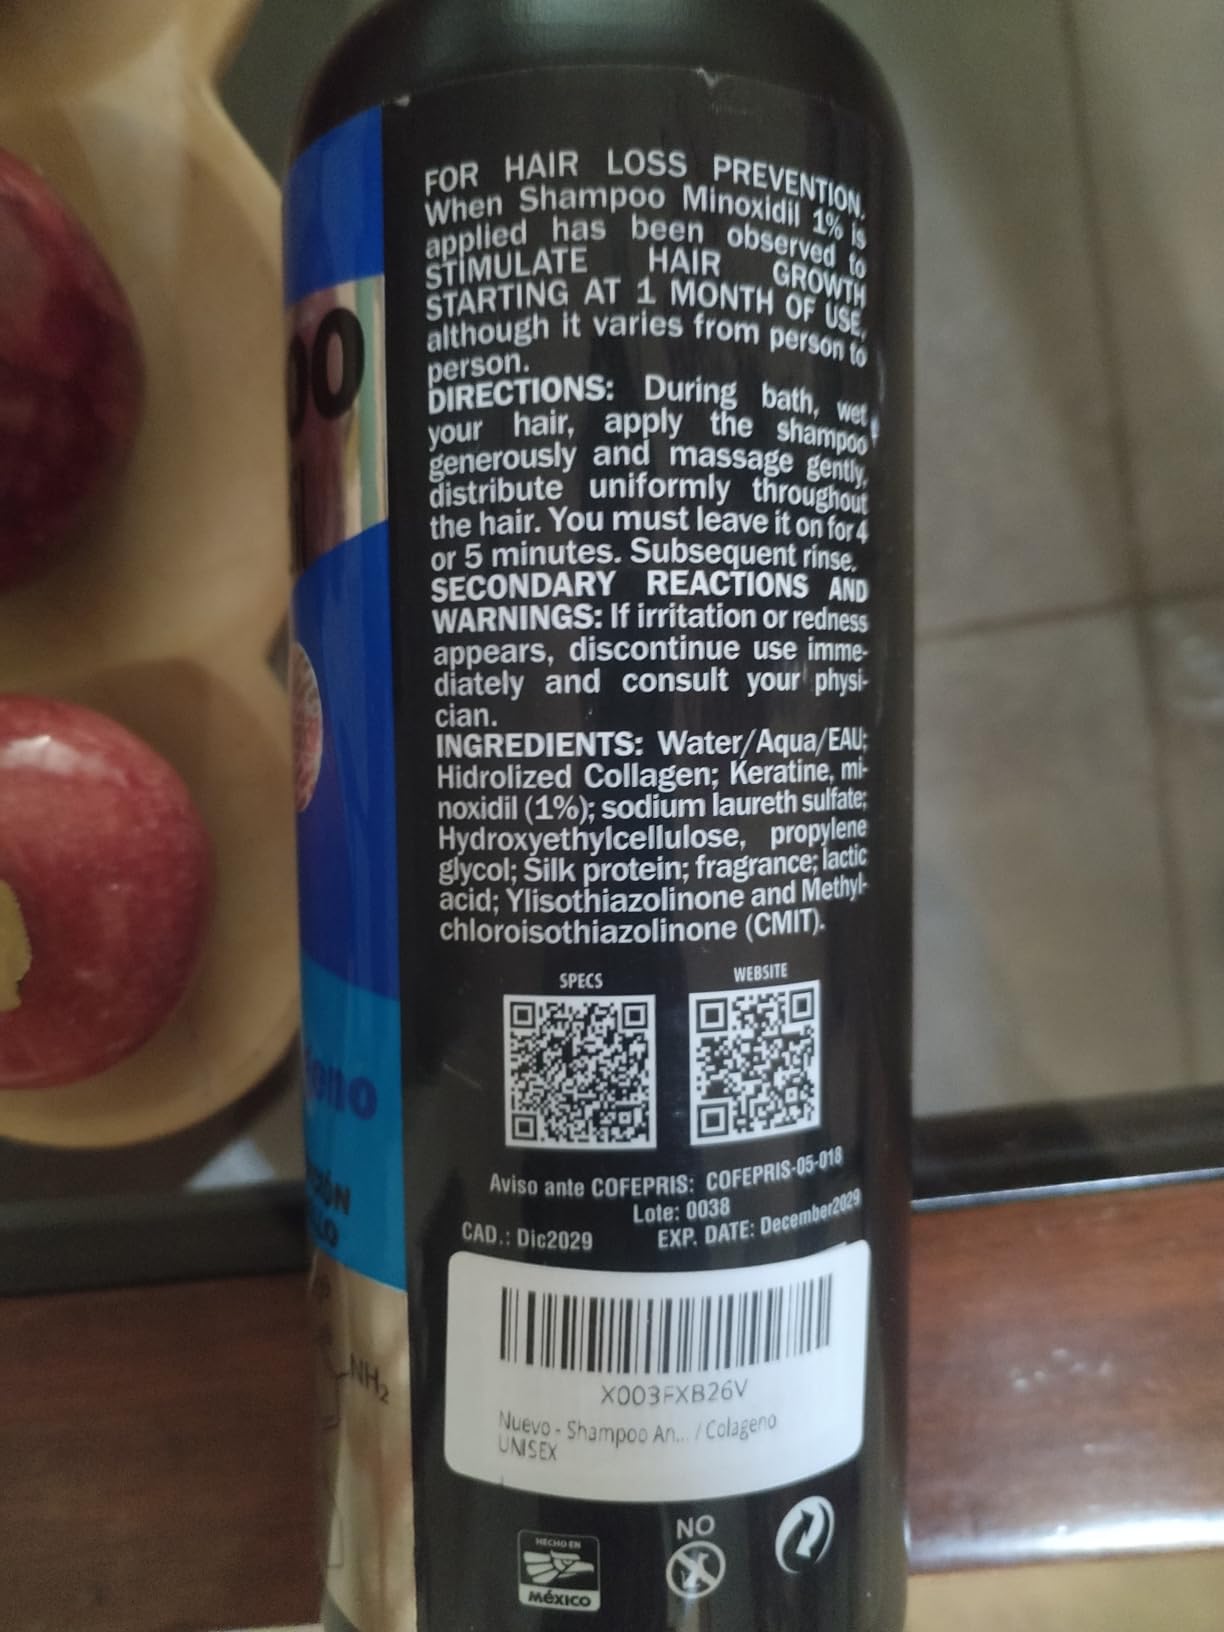 FOR HAIR LOSS PREVENTION.
When Shampoo Minoxidil 1% is
applied has been observed to
STIMULATE HAIR GROWTH
STARTING AT 1 MONTH OF USE,
although it varies from person to
person.
DIRECTIONS: During bath, wet
your hair, apply the shampoo
generously and massage gently,
distribute uniformly throughout
the hair. You must leave it on for 4
or 5 minutes. Subsequent rinse.
SECONDARY REACTIONS AND
WARNINGS: If irritation or redness
appears, discontinue use imme-
diately and consult your physi-
cian.
INGREDIENTS: Water/Aqua/EAU;
Hidrolized Collagen; Keratine, mi-
noxidil (1%); sodium laureth sulfate;
Hydroxyethylcellulose, propylene
glycol; Silk protein; fragrance; lactic
acid; Ylisothiazolinone and Methyl-
chloroisothiazolinone (CMIT).
SPECS WEBSITE
Aviso ante COFEPRIS: COFEPRIS-05-018
Lote: 0038
CAD.: Dic2029 EXP. DATE: December2029
X003FXB26V
Nuevo - Shampoo An... / Colageno
UNISEX
HECHO EN
MÉXICO
NO
NH2